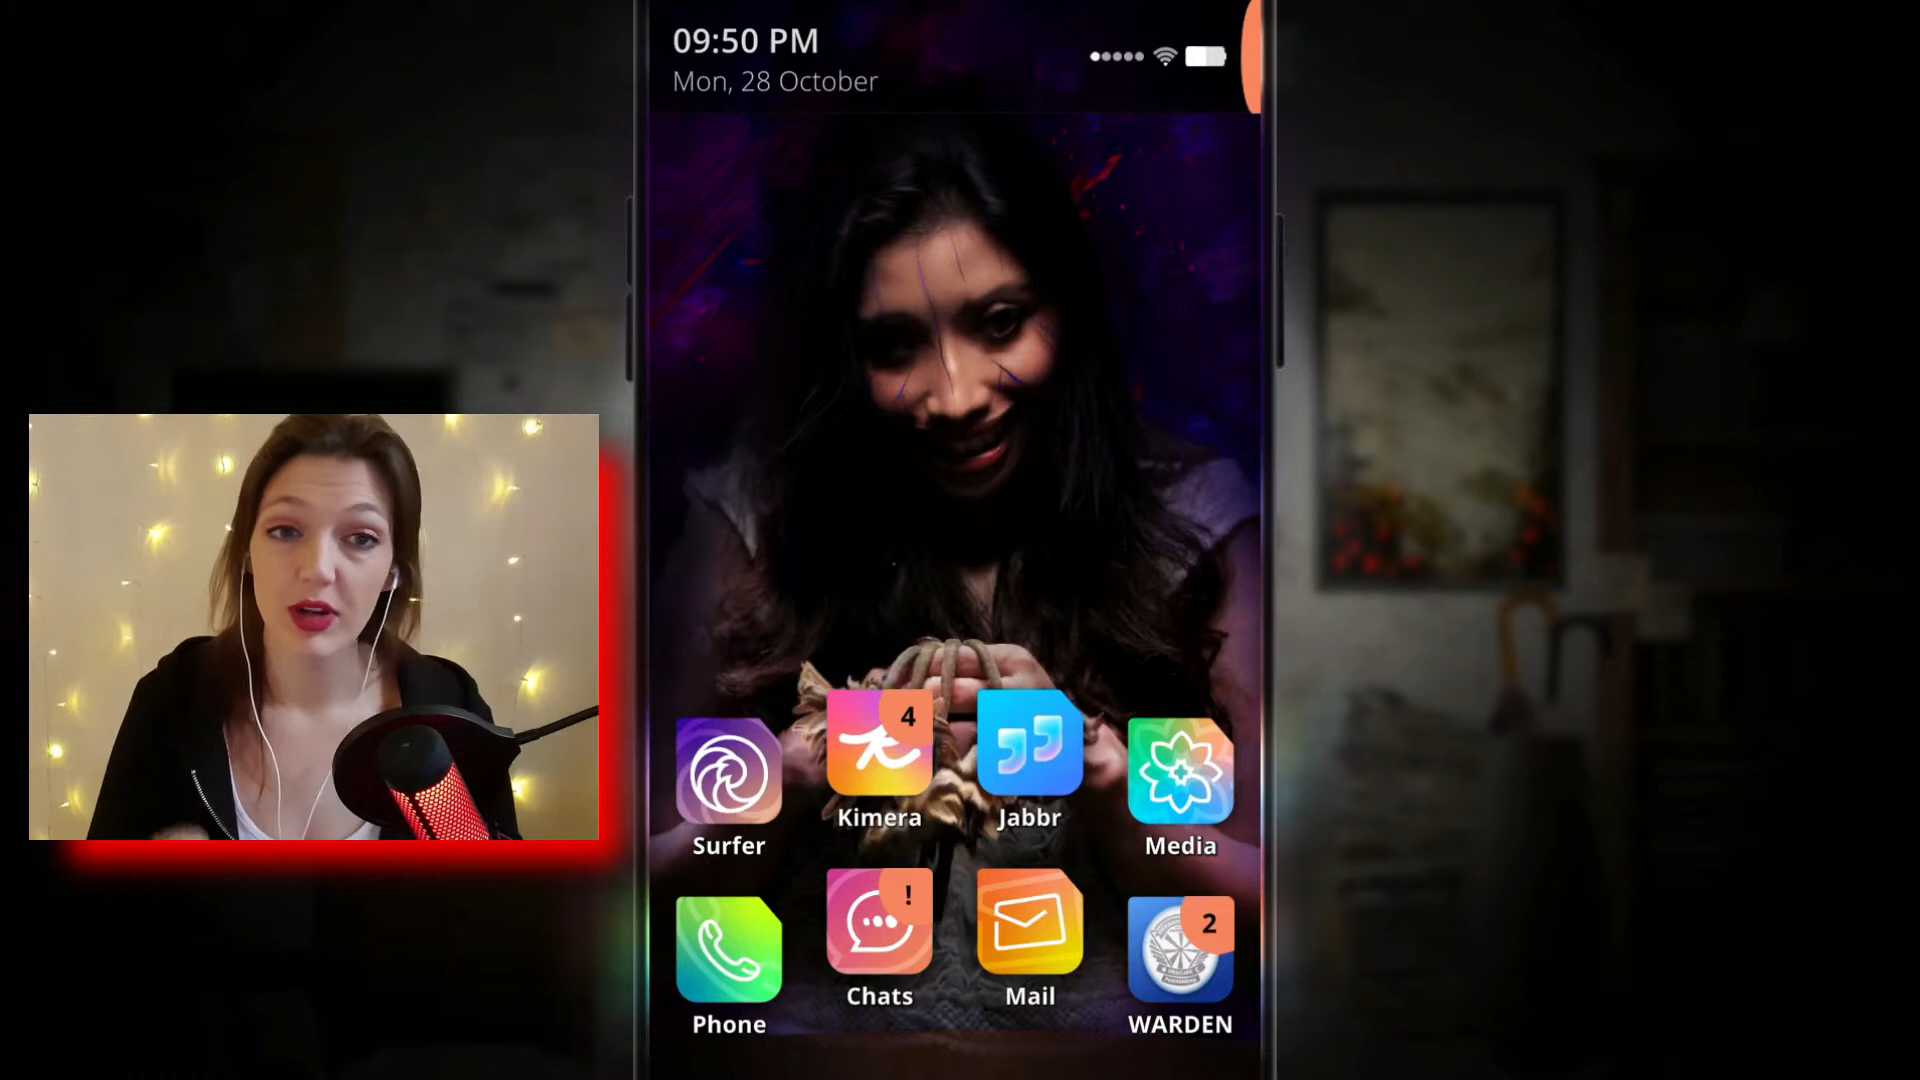 09:50 PM
Mon, 28 October
4
Kimera
Jabbr
Surfer
Media
!
2
Chats
Mail
Phone
WARDEN